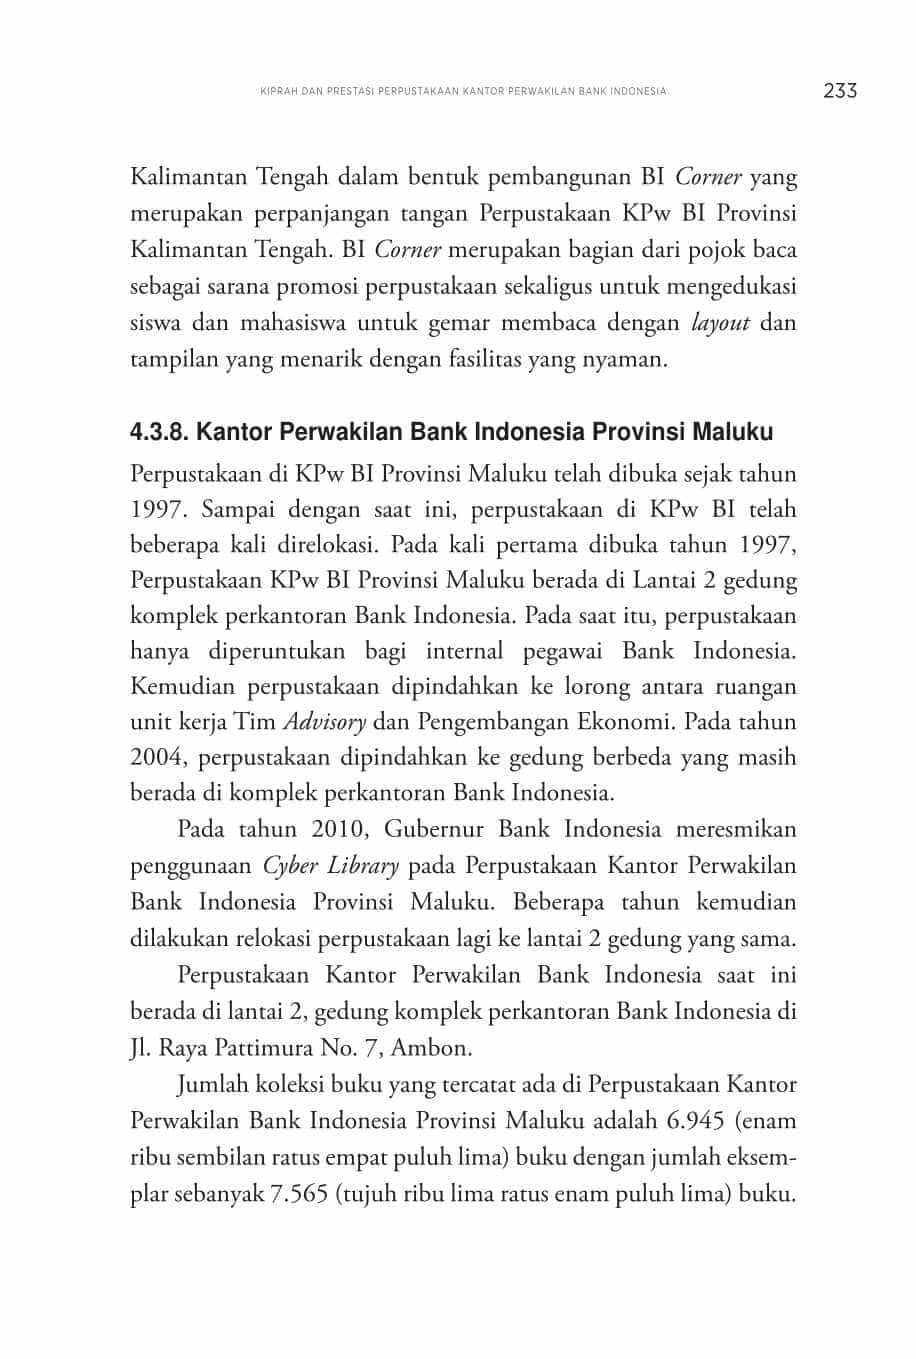 KIPRAH DAN PRESTASI PERPUSTAKAAN KANTOR PERWAKILAN BANK INDONESIA 233
Kalimantan Tengah dalam bentuk pembangunan BI Corner yang
merupakan perpanjangan tangan Perpustakaan KPw BI Provinsi
Kalimantan Tengah. BI Corner merupakan bagian dari pojok baca
sebagai sarana promosi perpustakaan sekaligus untuk mengedukasi
siswa dan mahasiswa untuk gemar membaca dengan layout dan
tampilan yang menarik dengan fasilitas yang nyaman.
4.3.8. Kantor Perwakilan Bank Indonesia Provinsi Maluku
Perpustakaan di KPw BI Provinsi Maluku telah dibuka sejak tahun
1997. Sampai dengan saat ini, perpustakaan di KPw BI telah
beberapa kali direlokasi. Pada kali pertama dibuka tahun 1997,
Perpustakaan KPw BI Provinsi Maluku berada di Lantai 2 gedung
komplek perkantoran Bank Indonesia. Pada saat itu, perpustakaan
hanya diperuntukan bagi internal pegawai Bank Indonesia.
Kemudian perpustakaan dipindahkan ke lorong antara ruangan
unit kerja Tim Advisory dan Pengembangan Ekonomi. Pada tahun
2004, perpustakaan dipindahkan ke gedung berbeda yang masih
berada di komplek perkantoran Bank Indonesia.
Pada tahun 2010, Gubernur Bank Indonesia meresmikan
penggunaan Cyber Library pada Perpustakaan Kantor Perwakilan
Bank Indonesia Provinsi Maluku. Beberapa tahun kemudian
dilakukan relokasi perpustakaan lagi ke lantai 2 gedung yang sama.
Perpustakaan Kantor Perwakilan Bank Indonesia saat ini
berada di lantai 2, gedung komplek perkantoran Bank Indonesia di
Jl. Raya Pattimura No. 7, Ambon.
Jumlah koleksi buku yang tercatat ada di Perpustakaan Kantor
Perwakilan Bank Indonesia Provinsi Maluku adalah 6.945 (enam
ribu sembilan ratus empat puluh lima) buku dengan jumlah eksem-
plar sebanyak 7.565 (tujuh ribu lima ratus enam puluh lima) buku.